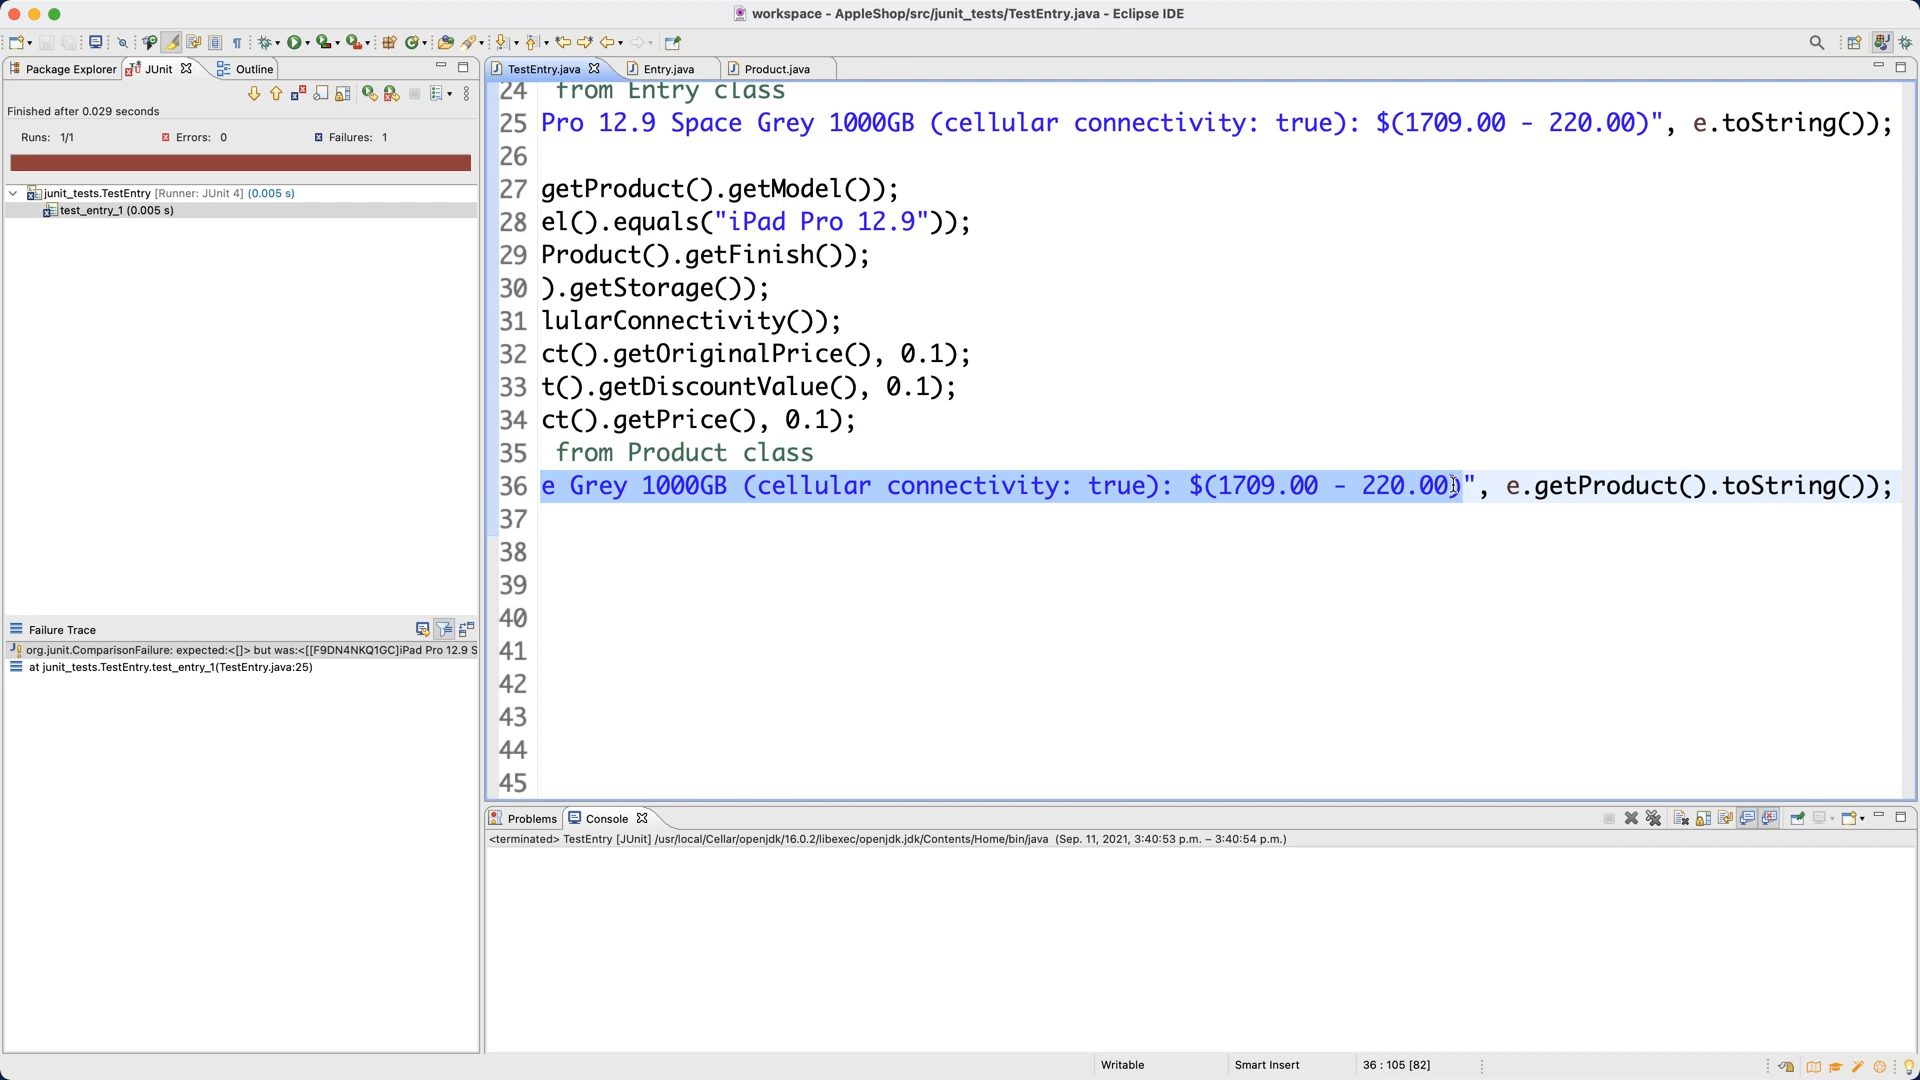 workspace - AppleShop/src/junit_tests/TestEntry.java - Eclipse IDE
Package Explorer
JUnit
Outline
TestEntry.java
Entry.java
Product.java
Finished after 0.029 seconds
Runs: 1/1
Errors: 0
Failures: 1
junit_tests.TestEntry [Runner: JUnit 4] (0.005 s)
test_entry_1 (0.005 s)
24 from Entry class
25 Pro 12.9 Space Grey 1000GB (cellular connectivity: true): $(1709.00 - 220.00)", e.toString());
26
27 getProduct().getModel());
28 el().equals("iPad Pro 12.9"));
29 Product().getFinish());
30 ).getStorage());
31 lularConnectivity());
32 ct().getOriginalPrice(), 0.1);
33 t().getDiscountValue(), 0.1);
34 ct().getPrice(), 0.1);
35 from Product class
36 e Grey 1000GB (cellular connectivity: true): $(1709.00 - 220.00)", e.getProduct().toString());
37
38
39
40
41
42
43
44
45
Failure Trace
org.junit.ComparisonFailure: expected:<[]> but was:<[[F9DN4NKQ1GC]iPad Pro 12.9 S
at junit_tests.TestEntry.test_entry_1(TestEntry.java:25)
Problems
Console
<terminated> TestEntry [JUnit] /usr/local/Cellar/openjdk/16.0.2/libexec/openjdk.jdk/Contents/Home/bin/java (Sep. 11, 2021, 3:40:53 p.m. – 3:40:54 p.m.)
Writable
Smart Insert
36 : 105 [82]